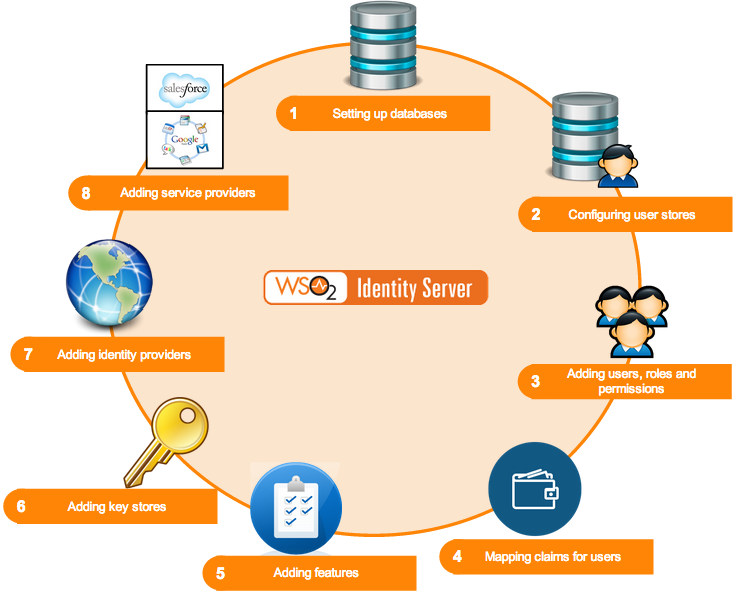 1 Setting up databases
2 Configuring user stores
3 Adding users, roles and
permissions
4 Mapping claims for users
5 Adding features
6 Adding key stores
7 Adding identity providers
8 Adding service providers
salesforce
Google
WSO2 Identity Server